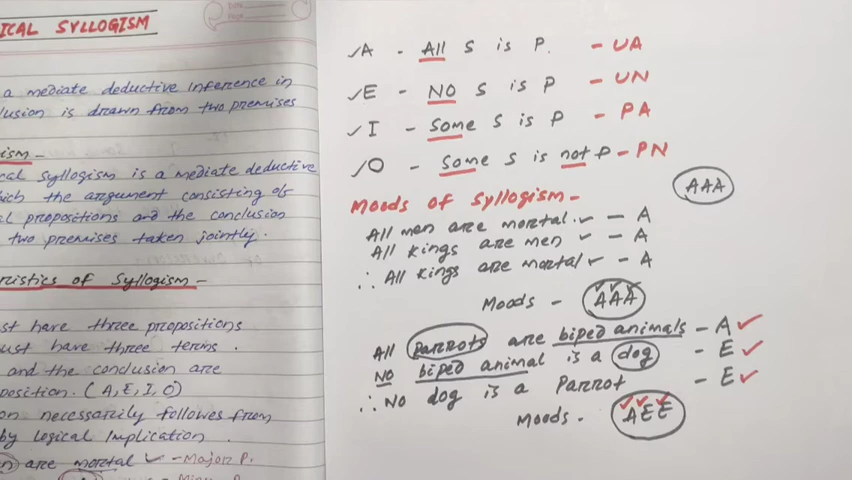 ICAL SYLLOGISM
Date
Page
a mediate deductive inference in
lusion is drawn from two premises
ism -
cal syllogism is a mediate deductive
hich the argument consisting of
al propositions and the conclusion
two premises taken jointly.
eristics of Syllogism -
st have three propositions
ust have three terms.
and the conclusion are
position. (A, E, I, O)
on necessarily follows from
by Logical Implication.
en are mortal ✓ - Major P.
✓ A - All S is P. - UA
✓ E - NO S is P - UN
✓ I - Some S is P - PA
✓ O - Some S is not P - PN
Moods of Syllogism - AAA
All men are mortal. ✓ - A
All kings are men ✓ - A
∴ All kings are mortal ✓ - A
Moods - AAA
All Parrots are biped animals - A ✓
No biped animal is a dog - E ✓
∴ No dog is a Parrot - E ✓
Moods - AEE